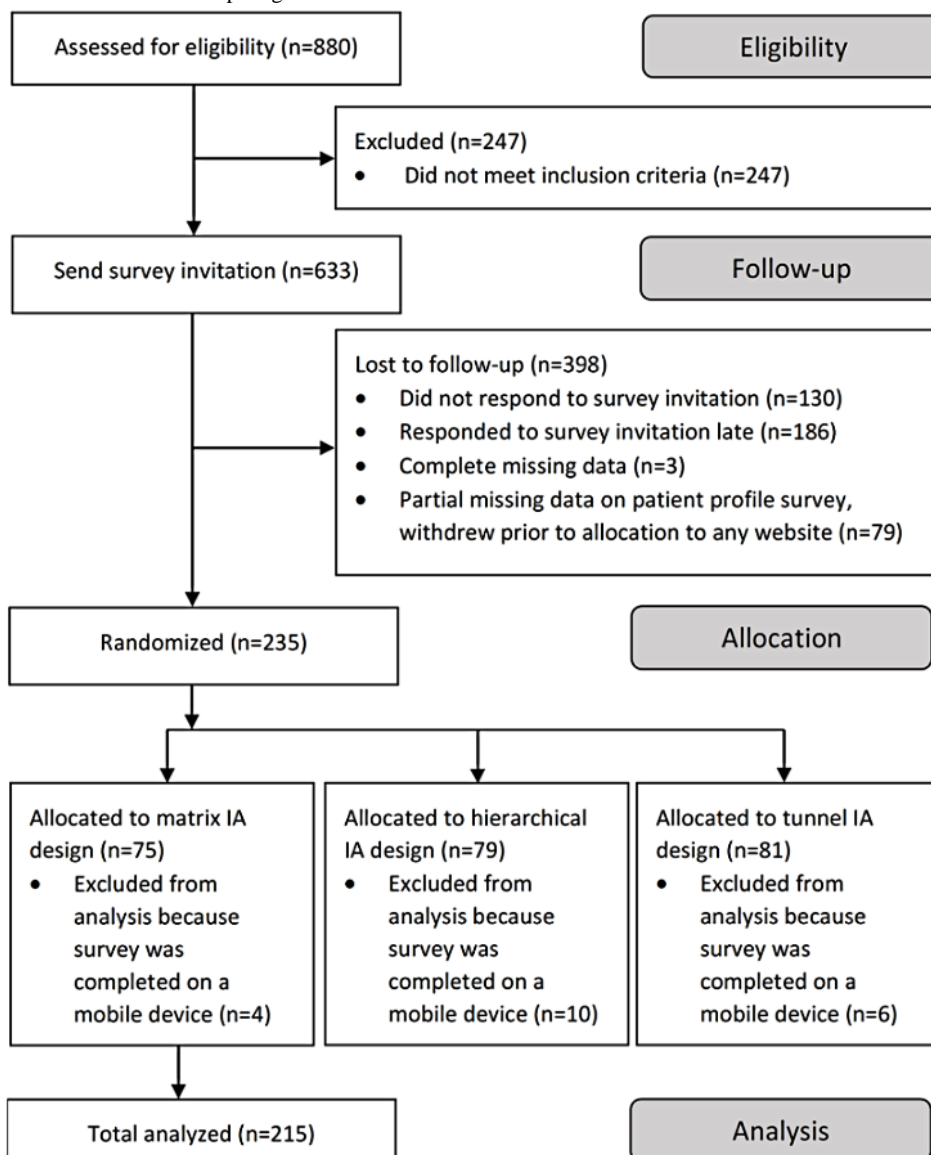 Assessed for eligibility (n=880)
Eligibility
Excluded (n=247)
• Did not meet inclusion criteria (n=247)
Send survey invitation (n=633)
Follow-up
Lost to follow-up (n=398)
• Did not respond to survey invitation (n=130)
• Responded to survey invitation late (n=186)
• Complete missing data (n=3)
• Partial missing data on patient profile survey,
withdrew prior to allocation to any website (n=79)
Randomized (n=235)
Allocation
Allocated to matrix IA
design (n=75)
• Excluded from
analysis because
survey was
completed on a
mobile device (n=4)
Allocated to hierarchical
IA design (n=79)
• Excluded from
analysis because
survey was
completed on a
mobile device (n=10)
Allocated to tunnel IA
design (n=81)
• Excluded from
analysis because
survey was
completed on a
mobile device (n=6)
Total analyzed (n=215)
Analysis